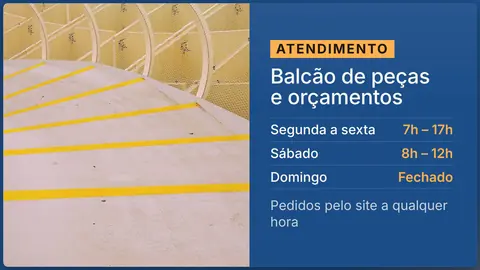 ATENDIMENTO
Balcão de peças
e orçamentos
Segunda a sexta 7h – 17h
Sábado 8h – 12h
Domingo Fechado
Pedidos pelo site a qualquer
hora